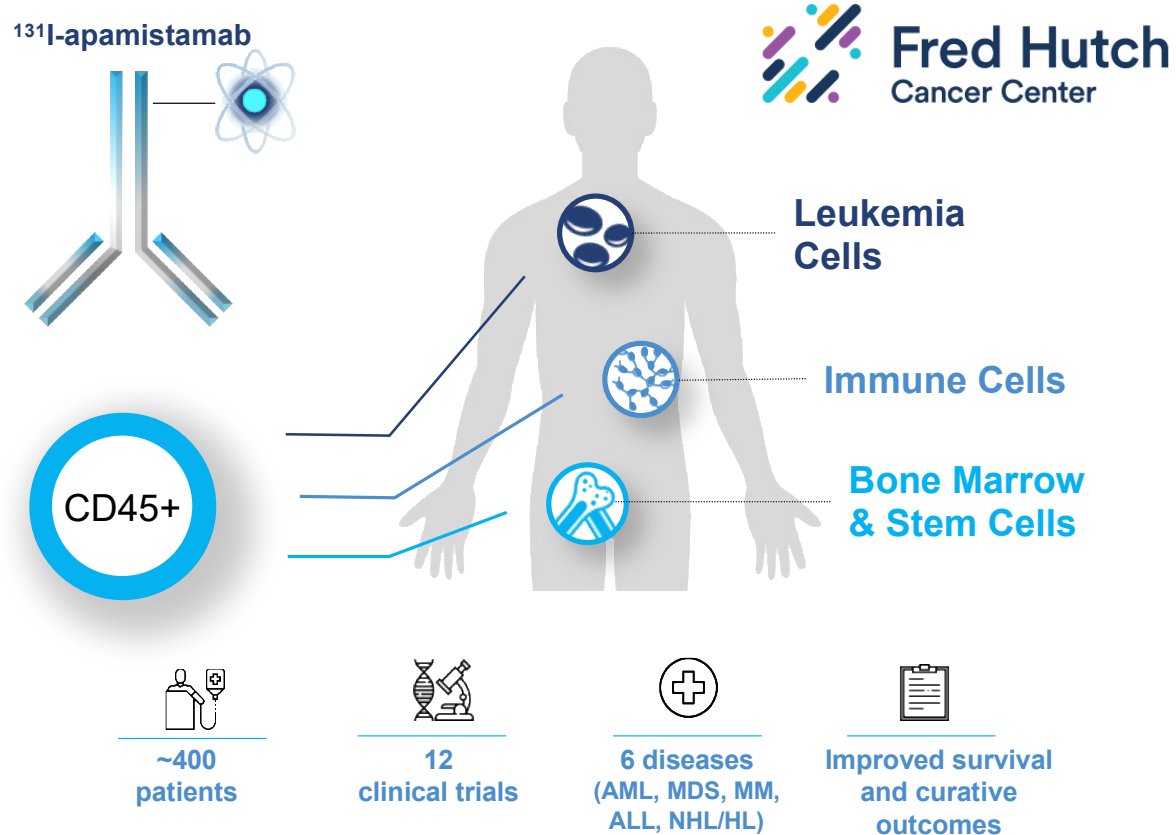 ¹³¹I-apamistamab
Fred Hutch
Cancer Center
Leukemia
Cells
Immune Cells
CD45+
Bone Marrow
& Stem Cells
~400
patients
12
clinical trials
6 diseases
(AML, MDS, MM,
ALL, NHL/HL)
Improved survival
and curative
outcomes